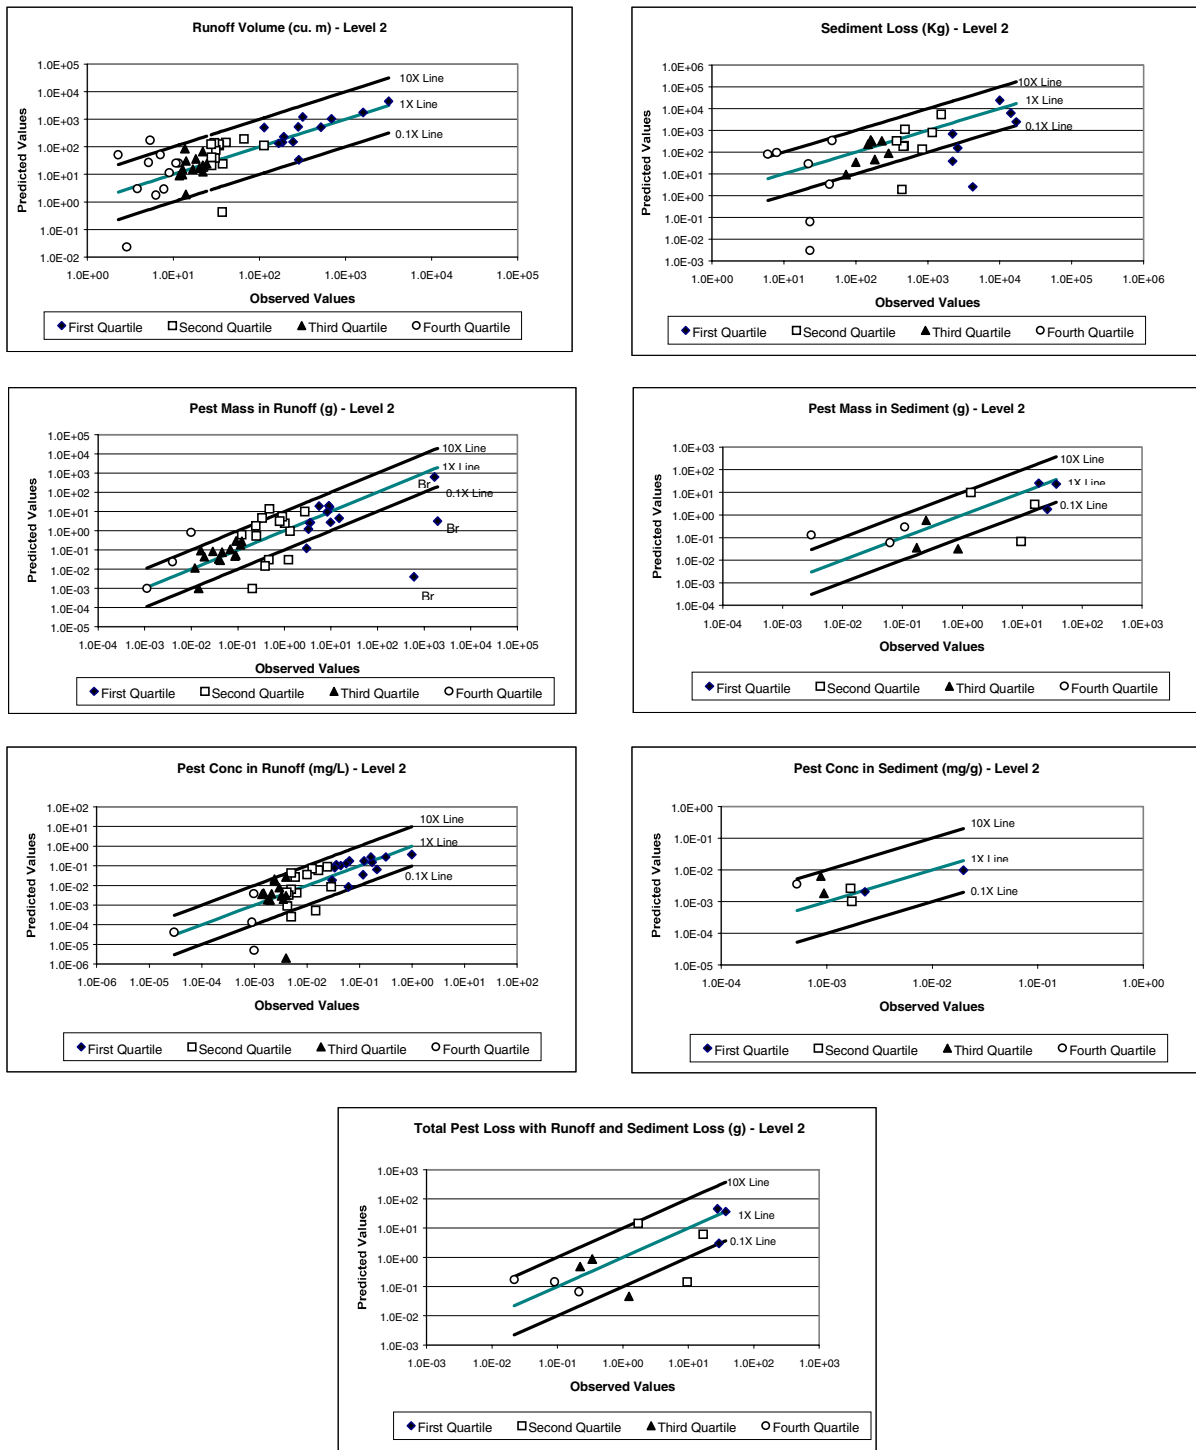 Runoff Volume (cu. m) - Level 2
Predicted Values
1.0E+05
1.0E+04
1.0E+03
1.0E+02
1.0E+01
1.0E+00
1.0E-01
1.0E-02
10X Line
1X Line
0.1X Line
1.0E+00 1.0E+01 1.0E+02 1.0E+03 1.0E+04 1.0E+05
Observed Values
First Quartile Second Quartile Third Quartile Fourth Quartile
Sediment Loss (Kg) - Level 2
Predicted Values
1.0E+06
1.0E+05
1.0E+04
1.0E+03
1.0E+02
1.0E+01
1.0E+00
1.0E-01
1.0E-02
1.0E-03
10X Line
1X Line
0.1X Line
1.0E+00 1.0E+01 1.0E+02 1.0E+03 1.0E+04 1.0E+05 1.0E+06
Observed Values
First Quartile Second Quartile Third Quartile Fourth Quartile
Pest Mass in Runoff (g) - Level 2
Predicted Values
1.0E+05
1.0E+04
1.0E+03
1.0E+02
1.0E+01
1.0E+00
1.0E-01
1.0E-02
1.0E-03
1.0E-04
1.0E-05
10X Line
1X Line
Br
0.1X Line
Br
Br
1.0E-04 1.0E-03 1.0E-02 1.0E-01 1.0E+00 1.0E+01 1.0E+02 1.0E+03 1.0E+04 1.0E+05
Observed Values
First Quartile Second Quartile Third Quartile Fourth Quartile
Pest Mass in Sediment (g) - Level 2
Predicted Values
1.0E+03
1.0E+02
1.0E+01
1.0E+00
1.0E-01
1.0E-02
1.0E-03
1.0E-04
10X Line
1X Line
0.1X Line
1.0E-04 1.0E-03 1.0E-02 1.0E-01 1.0E+00 1.0E+01 1.0E+02 1.0E+03
Observed Values
First Quartile Second Quartile Third Quartile Fourth Quartile
Pest Conc in Runoff (mg/L) - Level 2
Predicted Values
1.0E+02
1.0E+01
1.0E+00
1.0E-01
1.0E-02
1.0E-03
1.0E-04
1.0E-05
1.0E-06
10X Line
1X Line
0.1X Line
1.0E-06 1.0E-05 1.0E-04 1.0E-03 1.0E-02 1.0E-01 1.0E+00 1.0E+01 1.0E+02
Observed Values
First Quartile Second Quartile Third Quartile Fourth Quartile
Pest Conc in Sediment (mg/g) - Level 2
Predicted Values
1.0E+00
1.0E-01
1.0E-02
1.0E-03
1.0E-04
1.0E-05
10X Line
1X Line
0.1X Line
1.0E-04 1.0E-03 1.0E-02 1.0E-01 1.0E+00
Observed Values
First Quartile Second Quartile Third Quartile Fourth Quartile
Total Pest Loss with Runoff and Sediment Loss (g) - Level 2
Predicted Values
1.0E+03
1.0E+02
1.0E+01
1.0E+00
1.0E-01
1.0E-02
1.0E-03
10X Line
1X Line
0.1X Line
1.0E-03 1.0E-02 1.0E-01 1.0E+00 1.0E+01 1.0E+02 1.0E+03
Observed Values
First Quartile Second Quartile Third Quartile Fourth Quartile